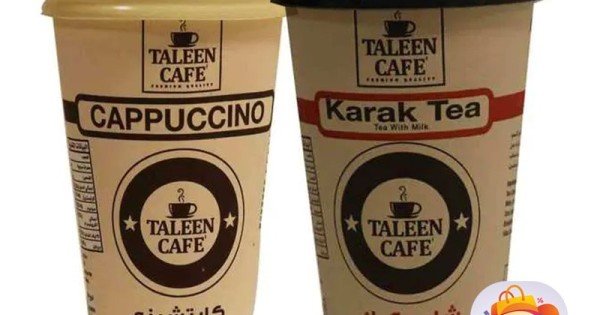 TALEEN
CAFE
PREMIUM QUALITY
CAPPUCCINO
TALEEN
CAFE
TALEEN
CAFE
PREMIUM QUALITY
Karak Tea
Tea With Milk
TALEEN
CAFE